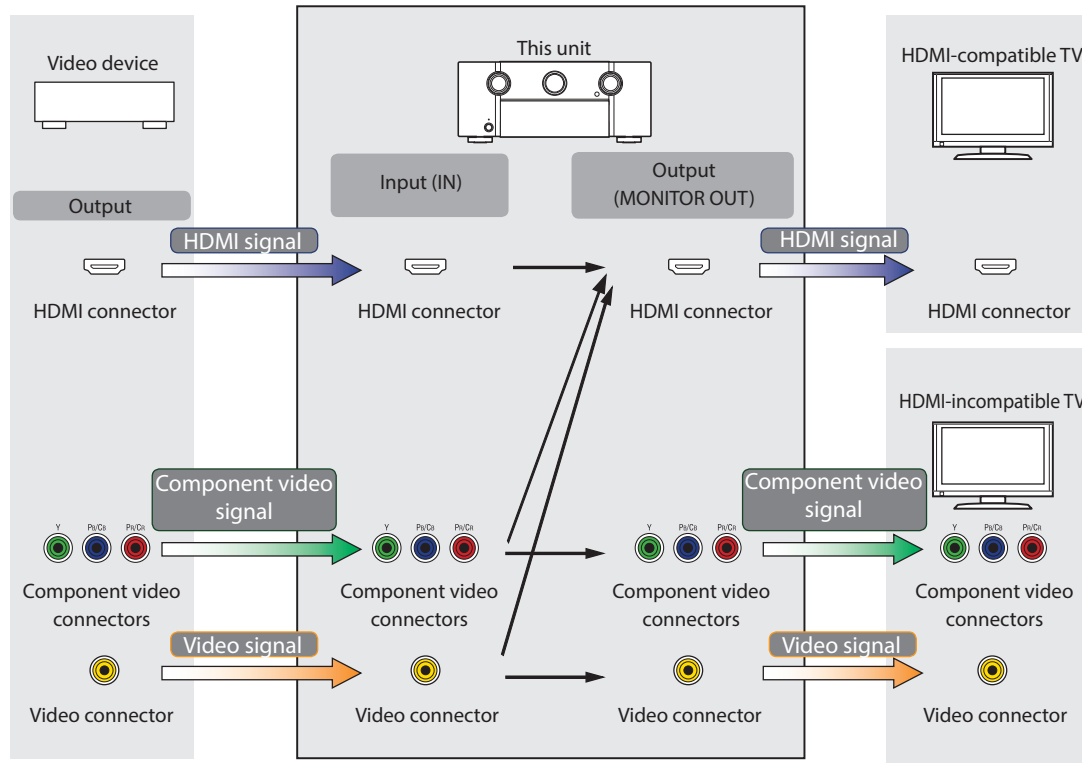 Video device
This unit
HDMI-compatible TV
Input (IN)
Output
(MONITOR OUT)
Output
HDMI signal
HDMI signal
HDMI connector
HDMI connector
HDMI connector
HDMI connector
HDMI-incompatible TV
Component video
signal
Component video
signal
Y PB/CB PR/CR
Y PB/CB PR/CR
Y PB/CB PR/CR
Y PB/CB PR/CR
Component video
connectors
Component video
connectors
Component video
connectors
Component video
connectors
Video signal
Video signal
Video connector
Video connector
Video connector
Video connector